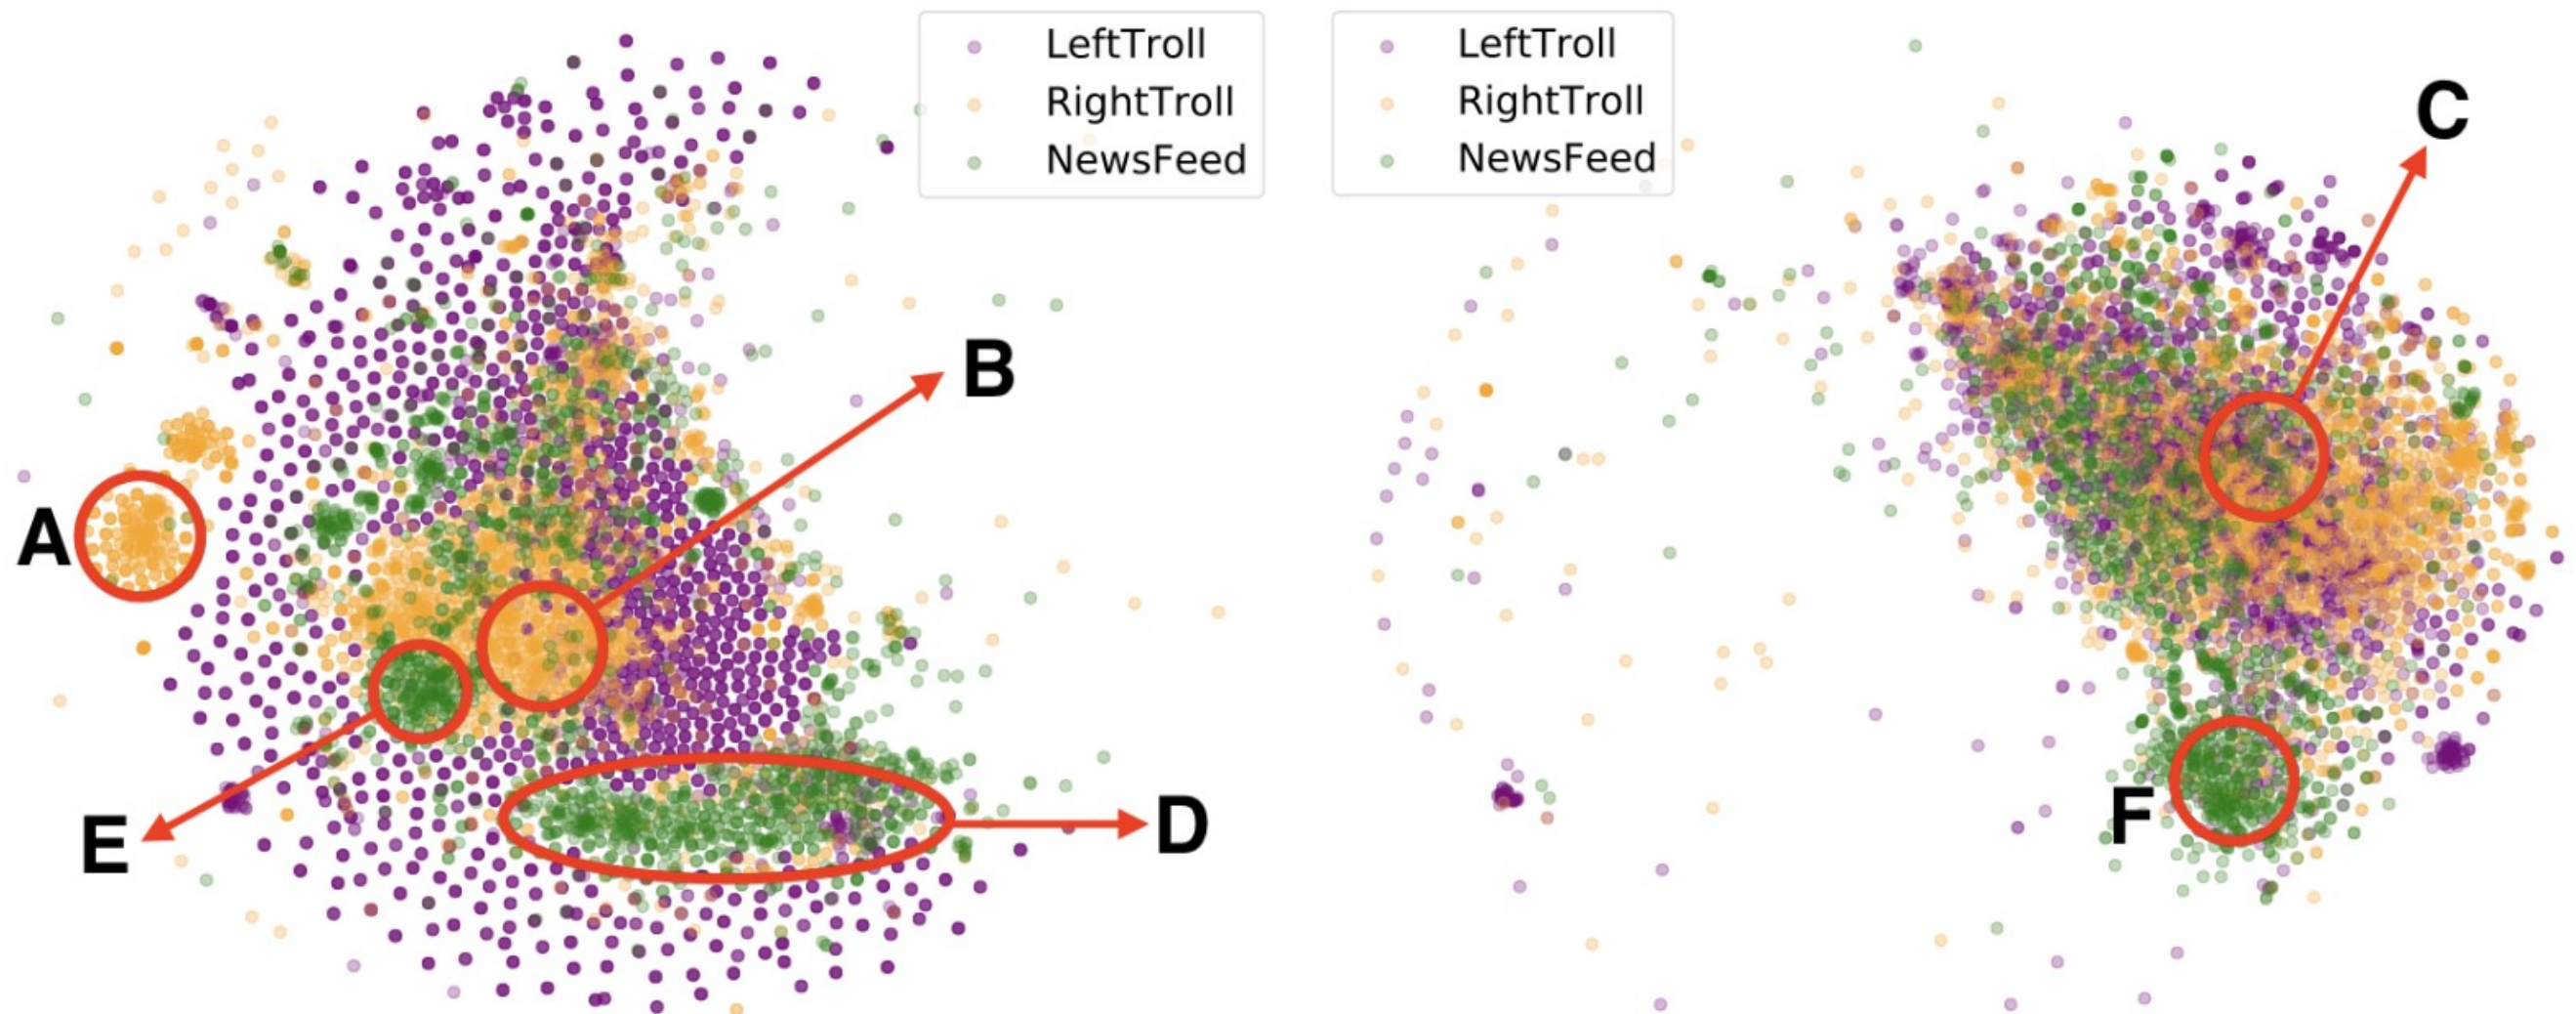 LeftTroll
RightTroll
NewsFeed
LeftTroll
RightTroll
NewsFeed
C
B
A
E
D
F